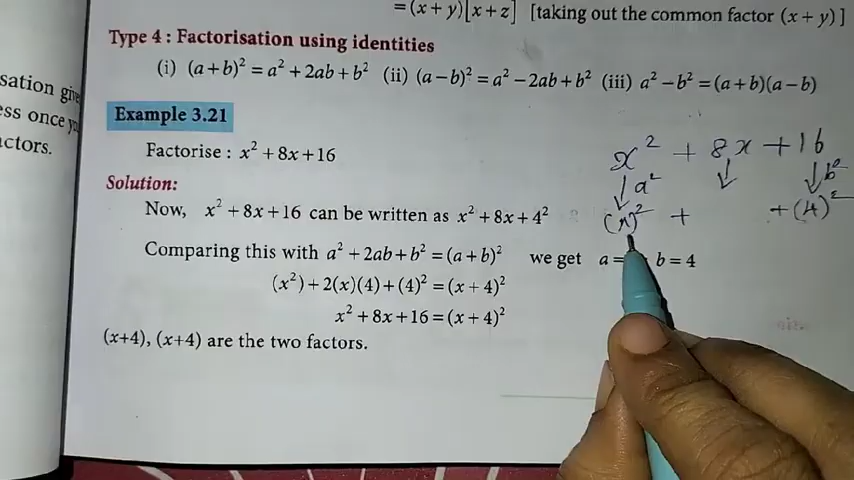 = (x + y)[x + z] [taking out the common factor (x + y)]
Type 4 : Factorisation using identities
(i) (a+b)² = a² + 2ab + b² (ii) (a−b)² = a² − 2ab + b² (iii) a² − b² = (a+b)(a−b)
sation give
ess once y
actors.
Example 3.21
Factorise : x² + 8x + 16
Solution:
Now, x² + 8x + 16 can be written as x² + 8x + 4²
Comparing this with a² + 2ab + b² = (a + b)² we get a = b = 4
(x²) + 2(x)(4) + (4)² = (x + 4)²
x² + 8x + 16 = (x + 4)²
(x+4), (x+4) are the two factors.
x² + 8x + 16
↓ a² ↓ ↓ b²
(x)² + + (4)²